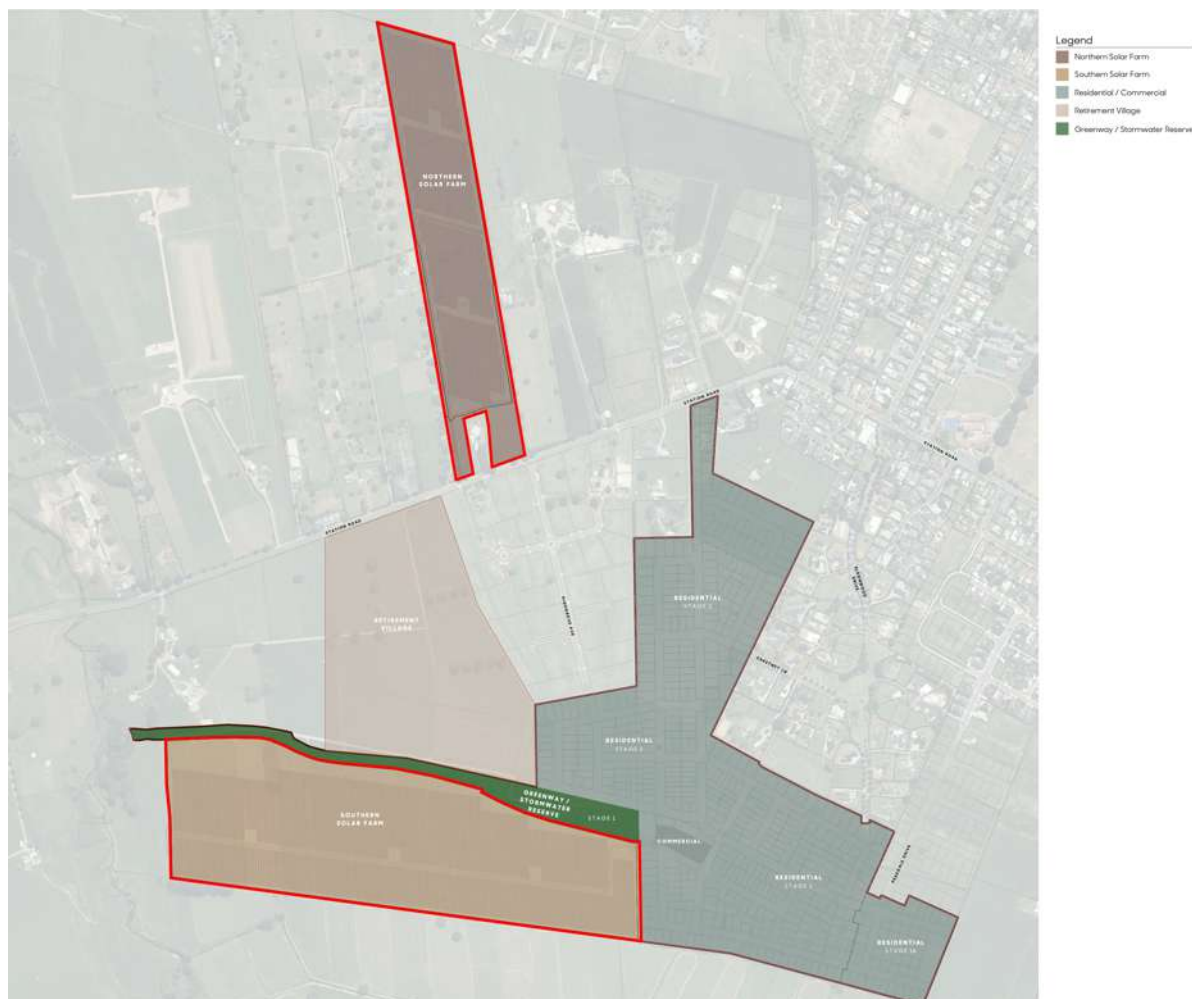 Legend
Northern Solar Farm
Southern Solar Farm
Residential / Commercial
Retirement Village
Greenway / Stormwater Reserve
NORTHERN
SOLAR FARM
STATION ROAD
STATION ROAD
STATION ROAD
RESIDENTIAL
RETIREMENT
VILLAGE
RESIDENTIAL
GREENWAY /
STORMWATER
RESERVE
STAGE 1
SOUTHERN
SOLAR FARM
COMMERCIAL
RESIDENTIAL
RESIDENTIAL
STAGE 1A